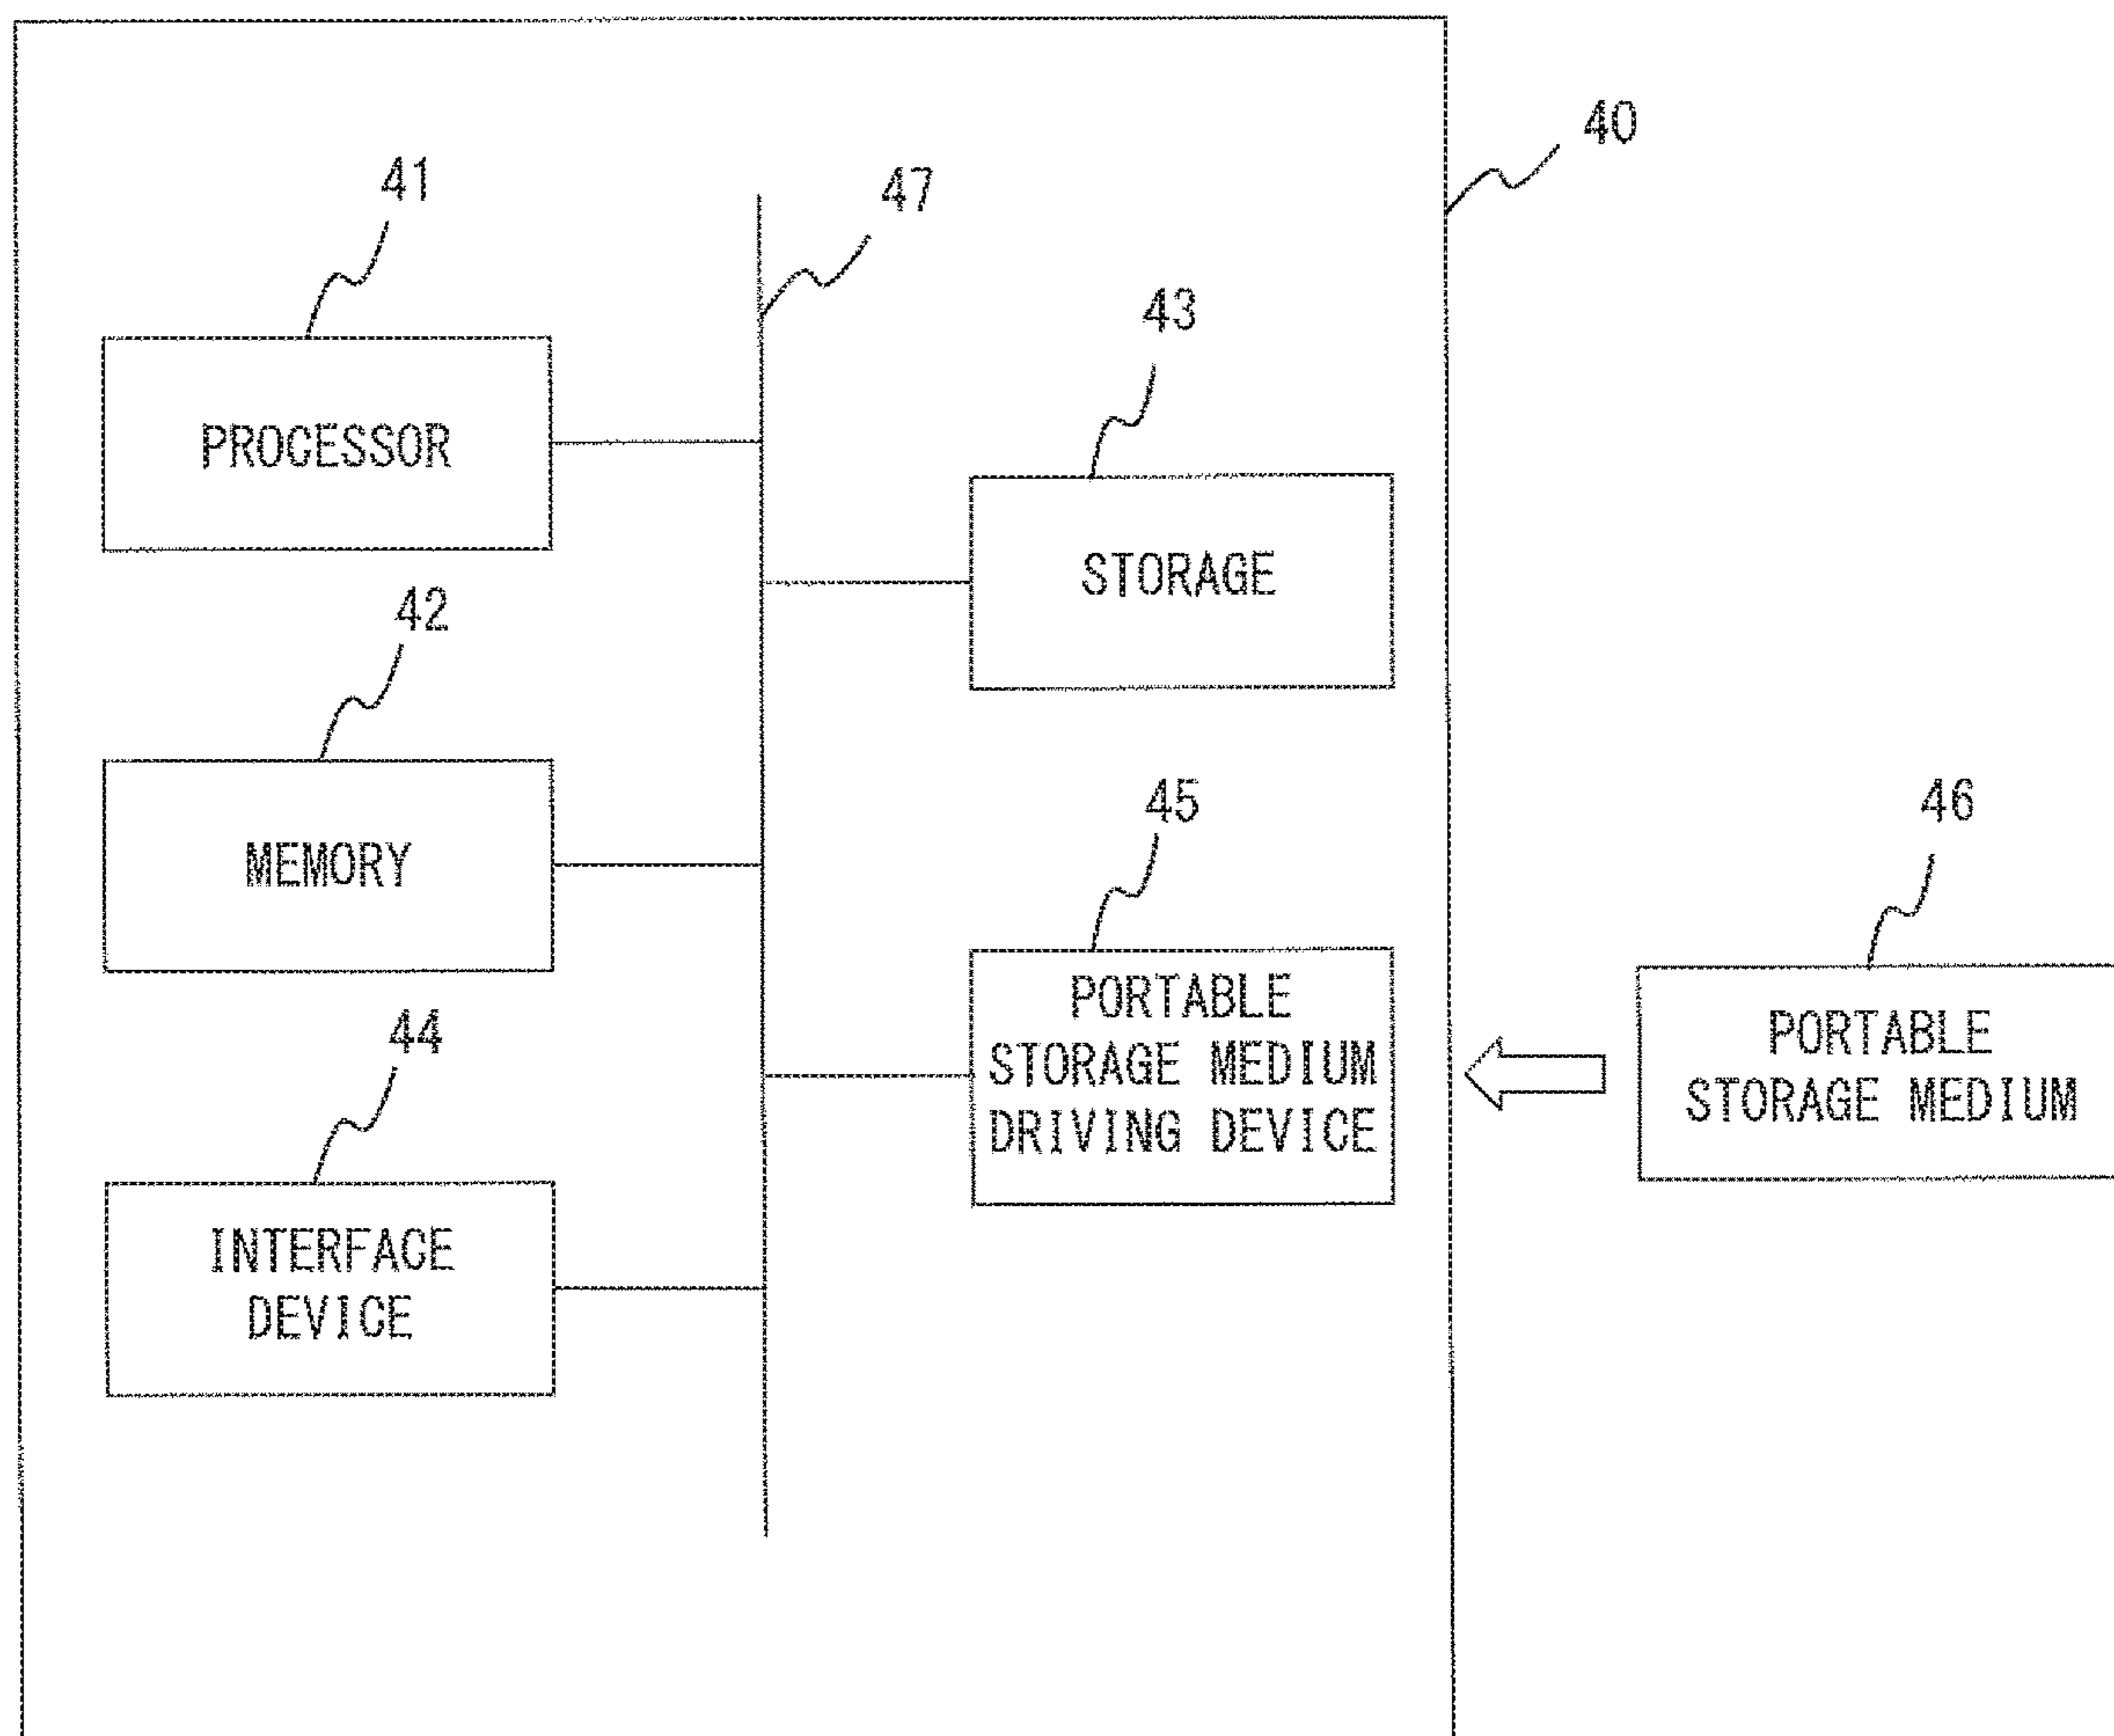 40
41
47
43
PROCESSOR
STORAGE
42
MEMORY
45
46
PORTABLE
STORAGE MEDIUM
DRIVING DEVICE
PORTABLE
STORAGE MEDIUM
44
INTERFACE
DEVICE